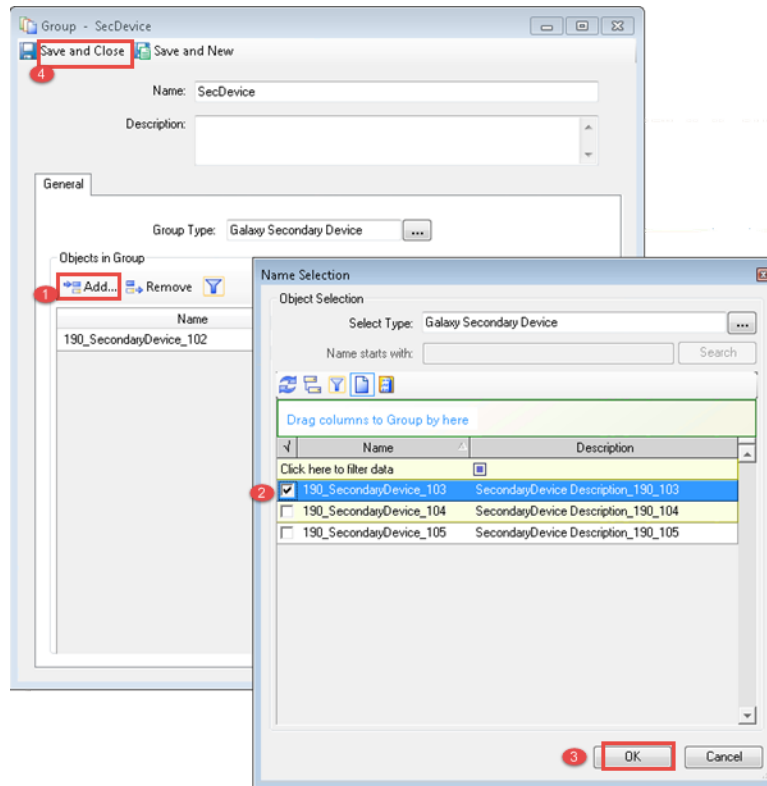 Group - SecDevice
Save and Close Save and New
4
Name: SecDevice
Description:
General
Group Type: Galaxy Secondary Device ...
Objects in Group
1 Add... Remove
Name
190_SecondaryDevice_102
Name Selection
Object Selection
Select Type: Galaxy Secondary Device ...
Name starts with: Search
Drag columns to Group by here
√ Name Description
Click here to filter data
2 190_SecondaryDevice_103 SecondaryDevice Description_190_103
190_SecondaryDevice_104 SecondaryDevice Description_190_104
190_SecondaryDevice_105 SecondaryDevice Description_190_105
3 OK Cancel